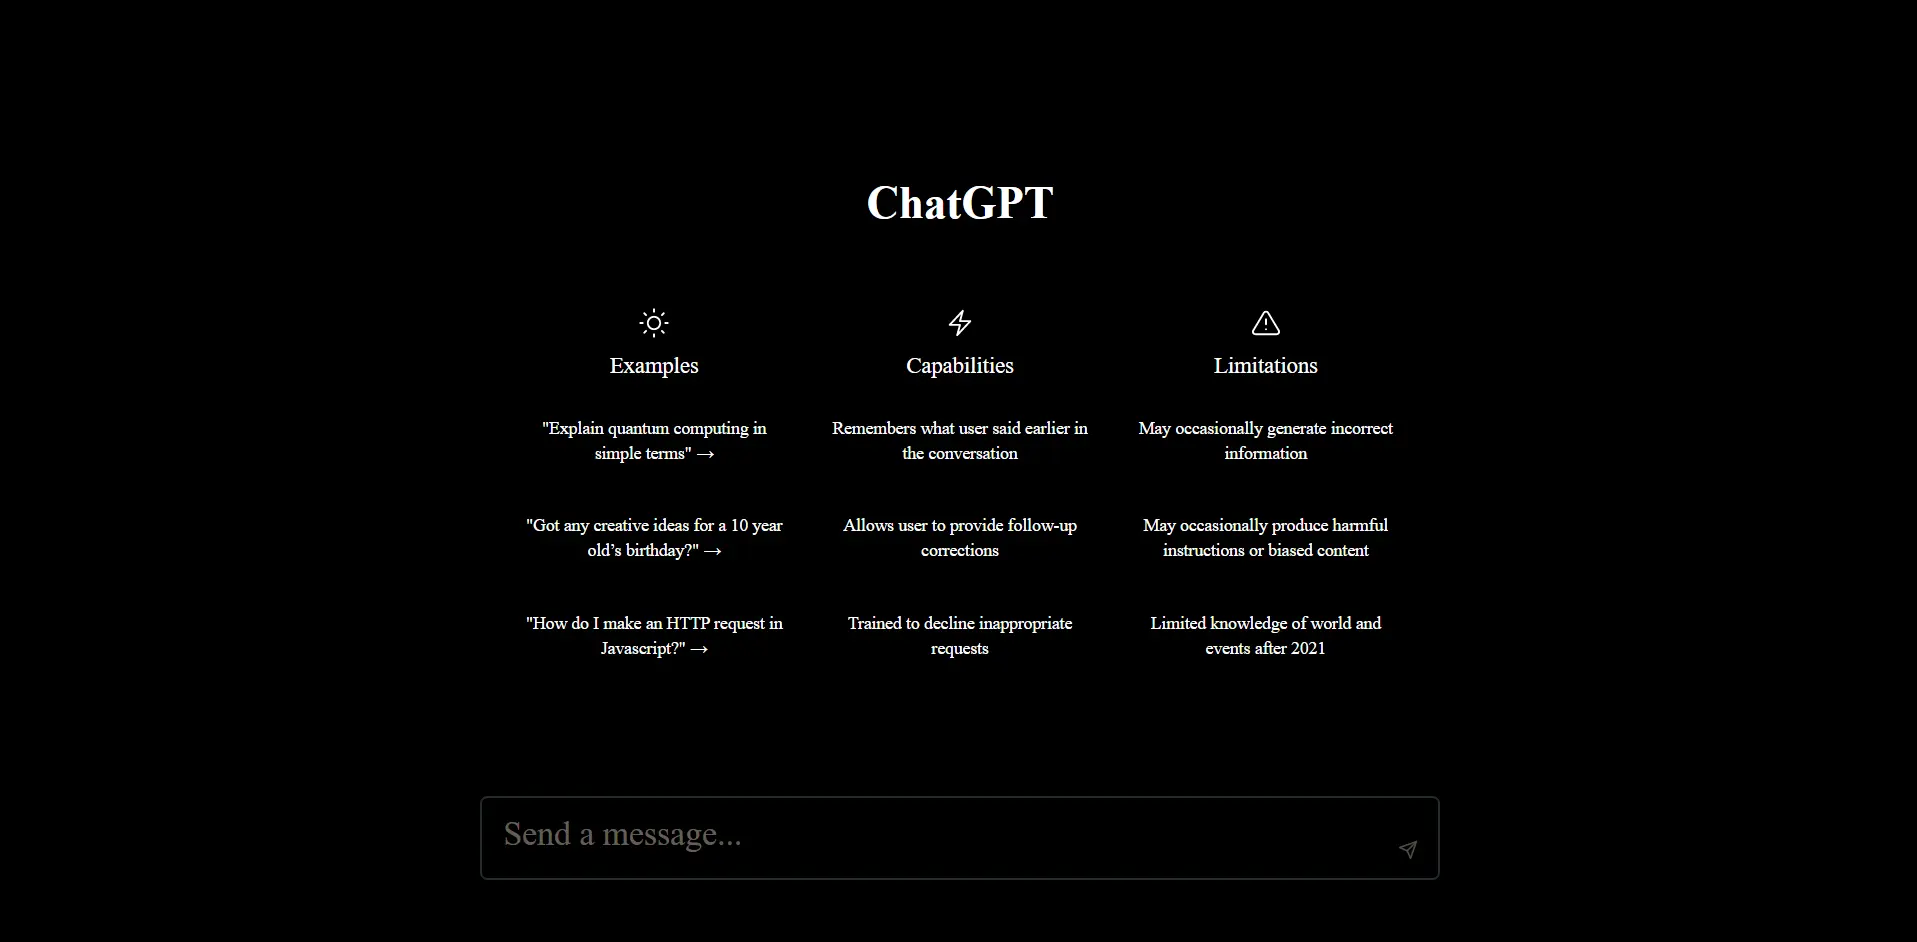 ChatGPT
Examples
"Explain quantum computing in
simple terms" →
"Got any creative ideas for a 10 year
old’s birthday?" →
"How do I make an HTTP request in
Javascript?" →
Capabilities
Remembers what user said earlier in
the conversation
Allows user to provide follow-up
corrections
Trained to decline inappropriate
requests
Limitations
May occasionally generate incorrect
information
May occasionally produce harmful
instructions or biased content
Limited knowledge of world and
events after 2021
Send a message...